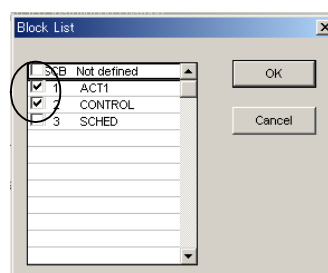 Block List
SCB Not defined
1 ACT1
2 CONTROL
3 SCHED
OK
Cancel